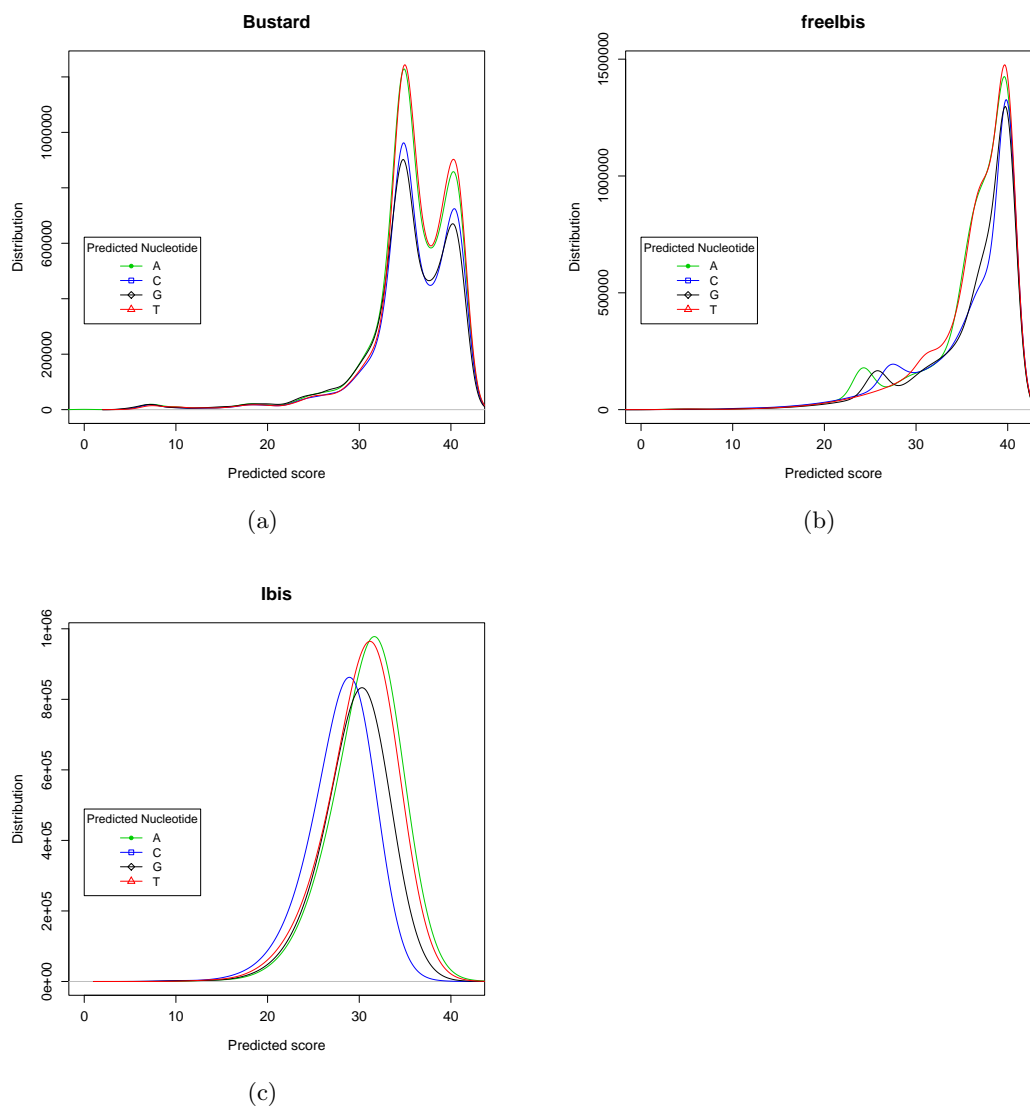 Bustard
Distribution
0
200000
600000
1000000
Predicted Nucleotide
A
C
G
T
0 10 20 30 40
Predicted score
(a)
freeIbis
Distribution
0
500000
1000000
1500000
Predicted Nucleotide
A
C
G
T
0 10 20 30 40
Predicted score
(b)
Ibis
Distribution
0e+00
2e+05
4e+05
6e+05
8e+05
1e+06
Predicted Nucleotide
A
C
G
T
0 10 20 30 40
Predicted score
(c)